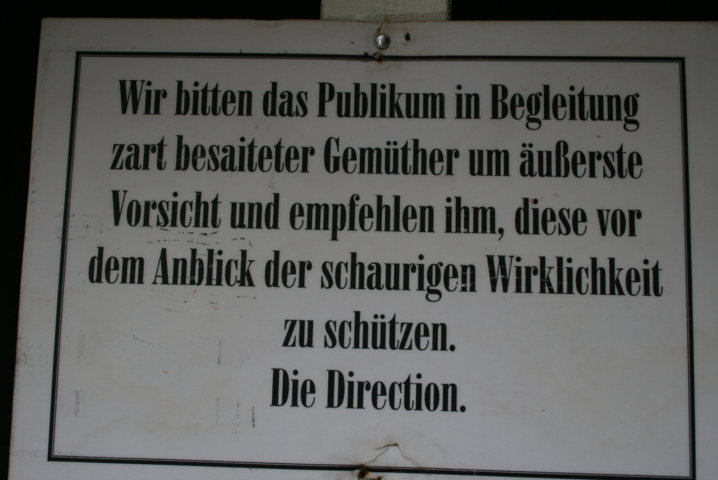 Wir bitten das Publikum in Begleitung
zart besaiteter Gemüther um äußerste
Vorsicht und empfehlen ihm, diese vor
dem Anblick der schaurigen Wirklichkeit
zu schützen.
Die Direction.